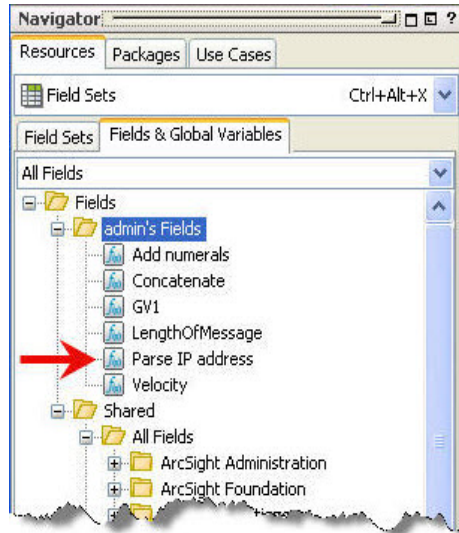 Navigator
?
Resources Packages Use Cases
Field Sets Ctrl+Alt+X
Field Sets Fields & Global Variables
All Fields
Fields
admin's Fields
Add numerals
Concatenate
GV1
LengthOfMessage
Parse IP address
Velocity
Shared
All Fields
ArcSight Administration
ArcSight Foundation